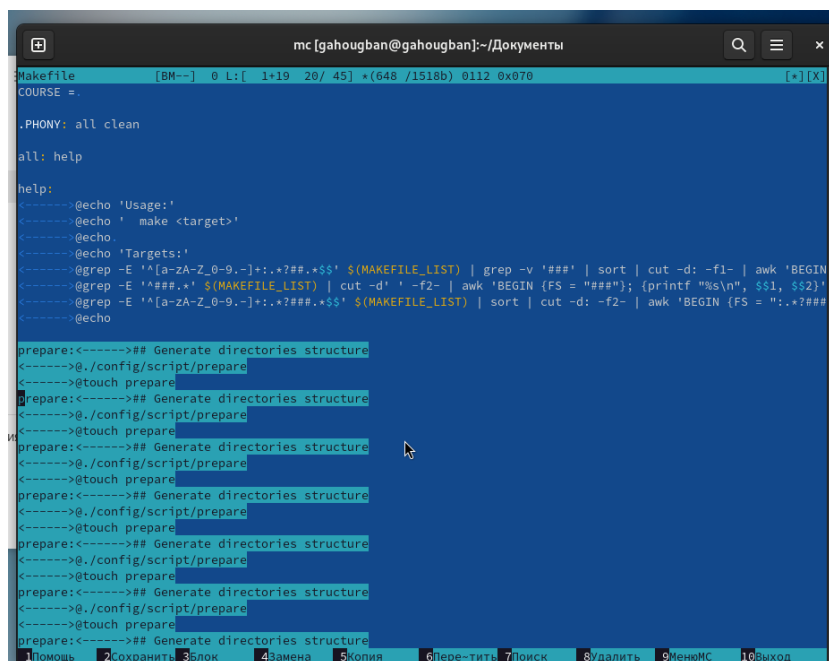 mc [gahougban@gahougban]:~/Документы
Makefile [BM--] 0 L:[ 1+19 20/ 45] *(648 /1518b) 0112 0x070 [*][X]
COURSE =.
.PHONY: all clean
all: help
help:
<------>@echo 'Usage:'
<------>@echo '  make <target>'
<------>@echo.
<------>@echo 'Targets:'
<------>@grep -E '^[a-zA-Z_0-9.-]+:.*?##.*$$' $(MAKEFILE_LIST) | grep -v '###' | sort | cut -d: -f1- | awk 'BEGIN
<------>@grep -E '^###.*' $(MAKEFILE_LIST) | cut -d' ' -f2- | awk 'BEGIN {FS = "###"}; {printf "%s\n", $$1, $$2}'
<------>@grep -E '^[a-zA-Z_0-9.-]+:.*?###.*$$' $(MAKEFILE_LIST) | sort | cut -d: -f2- | awk 'BEGIN {FS = ":.*?###
<------>@echo
prepare:<------>## Generate directories structure
<------>@./config/script/prepare
<------>@touch prepare
prepare:<------>## Generate directories structure
<------>@./config/script/prepare
<------>@touch prepare
prepare:<------>## Generate directories structure
<------>@./config/script/prepare
<------>@touch prepare
prepare:<------>## Generate directories structure
<------>@./config/script/prepare
<------>@touch prepare
prepare:<------>## Generate directories structure
<------>@./config/script/prepare
<------>@touch prepare
prepare:<------>## Generate directories structure
<------>@./config/script/prepare
<------>@touch prepare
prepare:<------>## Generate directories structure
1Помощь 2Сохранить 3Блок 4Замена 5Копия 6Пере~тить 7Поиск 8Удалить 9МенюMC 10Выход